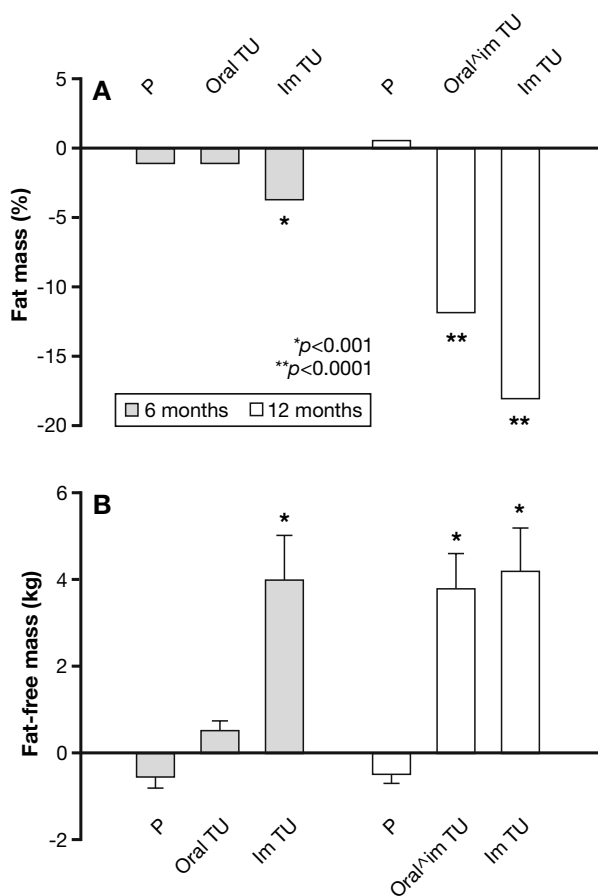 P Oral TU Im TU P Oral^im TU Im TU
A
5
0
-5
-10
-15
-20
Fat mass (%)
*
**
**
*p<0.001
**p<0.0001
6 months 12 months
B
6
4
2
0
-2
Fat-free mass (kg)
*
*
*
P Oral TU Im TU P Oral^im TU Im TU